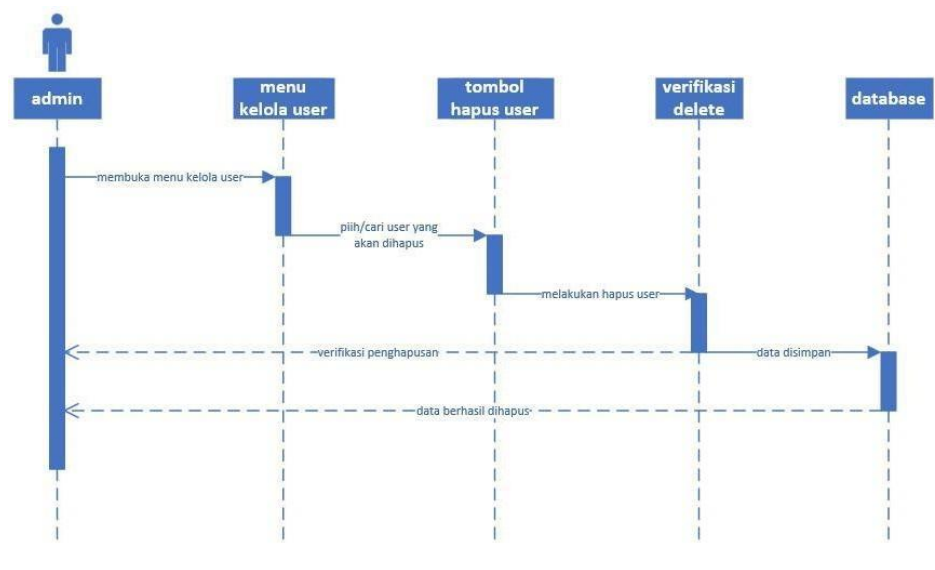 admin
menu
kelola user
tombol
hapus user
verifikasi
delete
database
membuka menu kelola user
piih/cari user yang
akan dihapus
melakukan hapus user
verifikasi penghapusan
data disimpan
data berhasil dihapus